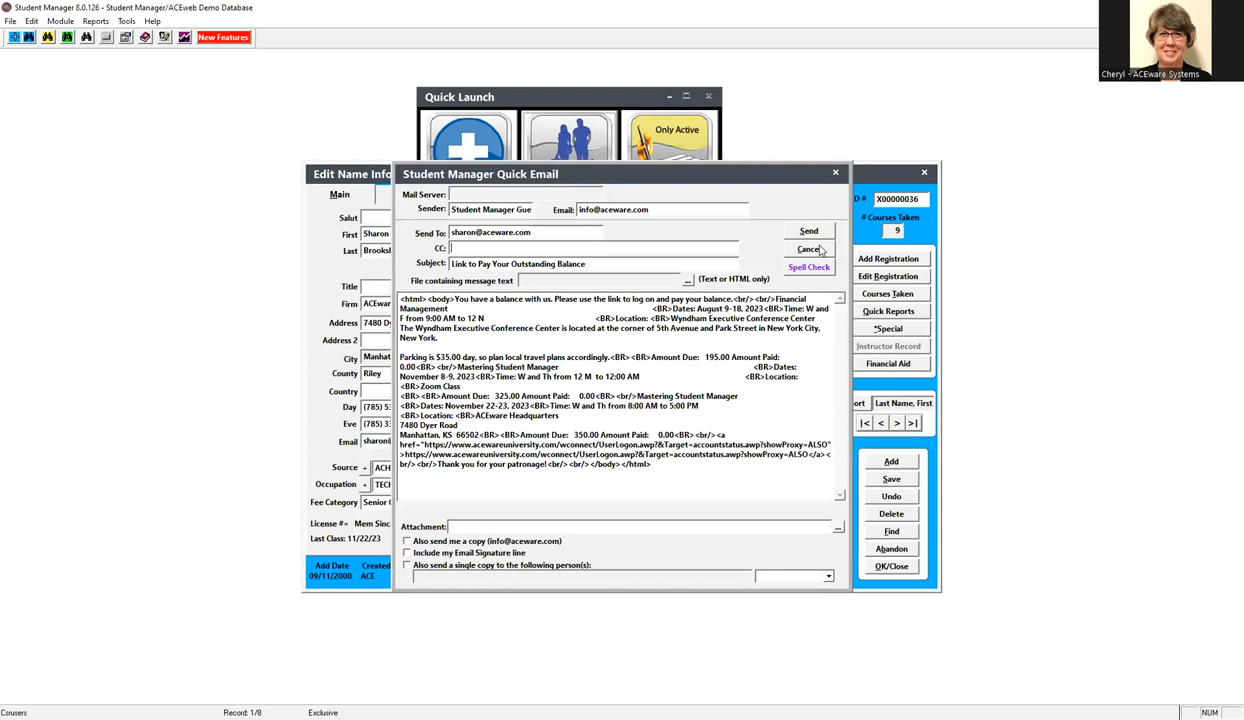 Student Manager 8.0.126 - Student Manager/ACEweb Demo Database
File Edit Module Reports Tools Help
New Features
Cheryl - ACEware Systems
Quick Launch
Only Active
Edit Name Info
Main
Salut
First Sharon
Last Brooks
Title
Firm ACEwar
Address 7480 Dy
Address 2
City Manhat
County Riley
Country
Day (785) 53
Eve (785) 3
Email sharon(
Source + ACH
Occupation + TEC
Fee Category Senior C
License #= Mem Sinc
Last Class: 11/22/23
Add Date Created
09/11/2000 ACE
Student Manager Quick Email
Mail Server:
Sender: Student Manager Gue Email: info@aceware.com
Send To: sharon@aceware.com
CC:
Subject: Link to Pay Your Outstanding Balance
File containing message text ... (Text or HTML only)
Send
Cancel
Spell Check
<html> <body>You have a balance with us. Please use the link to log on and pay your balance.<br/> <br/>Financial
Management <BR>Dates: August 9-18, 2023<BR>Time: W and
F from 9:00 AM to 12 N <BR>Location: <BR>Wyndham Executive Conference Center
The Wyndham Executive Conference Center is located at the corner of 5th Avenue and Park Street in New York City,
New York.
Parking is $35.00 day, so plan local travel plans accordingly.<BR> <BR>Amount Due: 195.00 Amount Paid:
0.00<BR> <br/>Mastering Student Manager <BR>Dates:
November 8-9, 2023<BR>Time: W and Th from 12 M to 12:00 AM <BR>Location:
<BR>Zoom Class
<BR> <BR>Amount Due: 325.00 Amount Paid: 0.00<BR> <br/>Mastering Student Manager
<BR>Dates: November 22-23, 2023<BR>Time: W and Th from 8:00 AM to 5:00 PM
<BR>Location: <BR>ACEware Headquarters
7480 Dyer Road
Manhattan, KS 66502<BR> <BR>Amount Due: 350.00 Amount Paid: 0.00<BR> <br/> <a
href="https://www.acewareuniversity.com/wconnect/UserLogon.awp?&Target=accountstatus.awp?showProxy=ALSO"
>https://www.acewareuniversity.com/wconnect/UserLogon.awp?&Target=accountstatus.awp?showProxy=ALSO</a> <
br/> <br/>Thank you for your patronage!<br/> <br/> </body> </html>
Attachment: ...
Also send me a copy (info@aceware.com)
Include my Email Signature line
Also send a single copy to the following person(s):
D # X00000036
# Courses Taken
9
Add Registration
Edit Registration
Courses Taken
Quick Reports
*Special
Instructor Record
Financial Aid
ort Last Name, First
|< < > >|
Add
Save
Undo
Delete
Find
Abandon
OK/Close
Csrusers Record: 1/8 Exclusive NUM